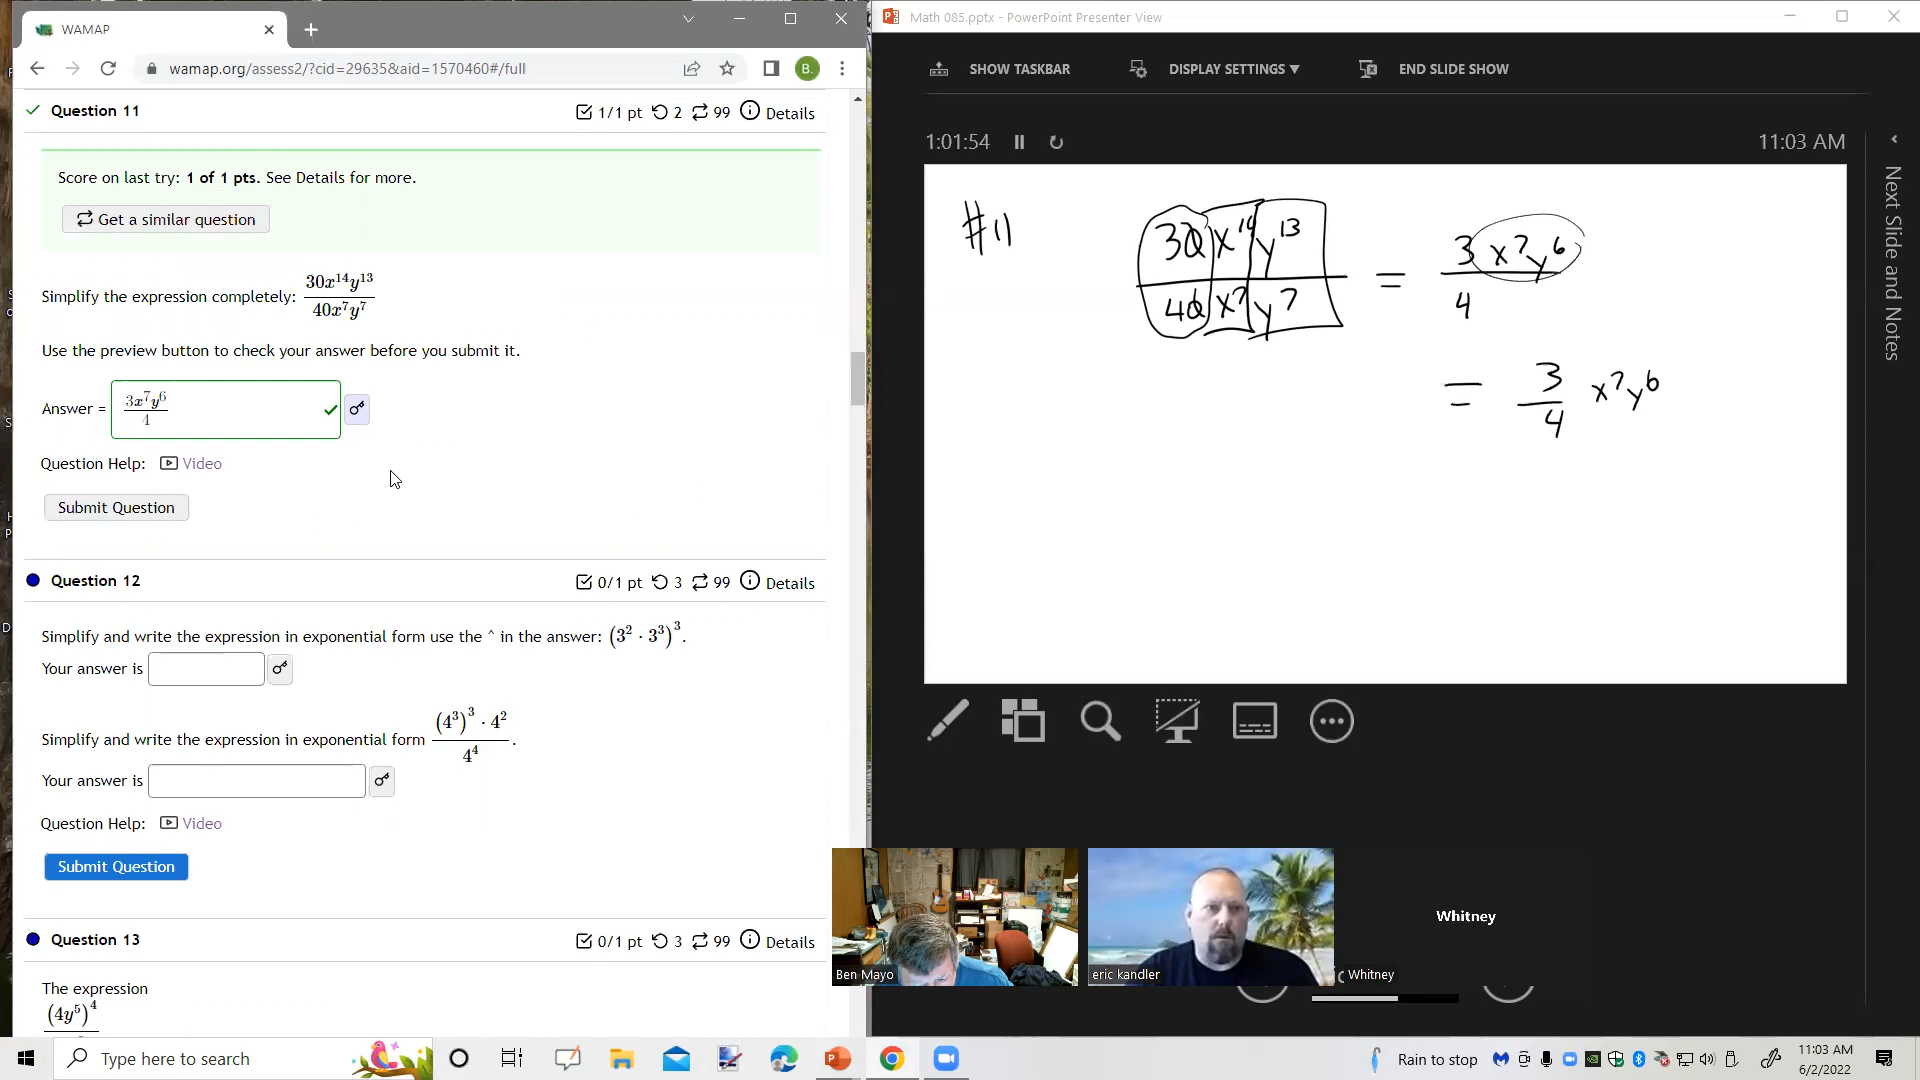 WAMAP
wamap.org/assess2/?cid=29635&aid=1570460#/full
B.
Question 11
1/1 pt 2 99 Details
Score on last try: 1 of 1 pts. See Details for more.
Get a similar question
Simplify the expression completely: 30x^14y^13 / 40x^7y^7
Use the preview button to check your answer before you submit it.
Answer = 3x^7y^6 / 4
Question Help: Video
Submit Question
Question 12
0/1 pt 3 99 Details
Simplify and write the expression in exponential form use the ^ in the answer: (3^2 · 3^3)^3.
Your answer is
Simplify and write the expression in exponential form (4^3)^3 · 4^2 / 4^4.
Your answer is
Question Help: Video
Submit Question
Question 13
0/1 pt 3 99 Details
The expression
(4y^5)^4
Math 085.pptx - PowerPoint Presenter View
SHOW TASKBAR
DISPLAY SETTINGS ▼
END SLIDE SHOW
1:01:54
11:03 AM
Next Slide and Notes
#11
30x^14y^13 / 40x^7y^7 = 3x^7y^6 / 4
= 3/4 x^7y^6
Ben Mayo
eric kandler
Whitney
Whitney
Type here to search
Rain to stop
11:03 AM
6/2/2022